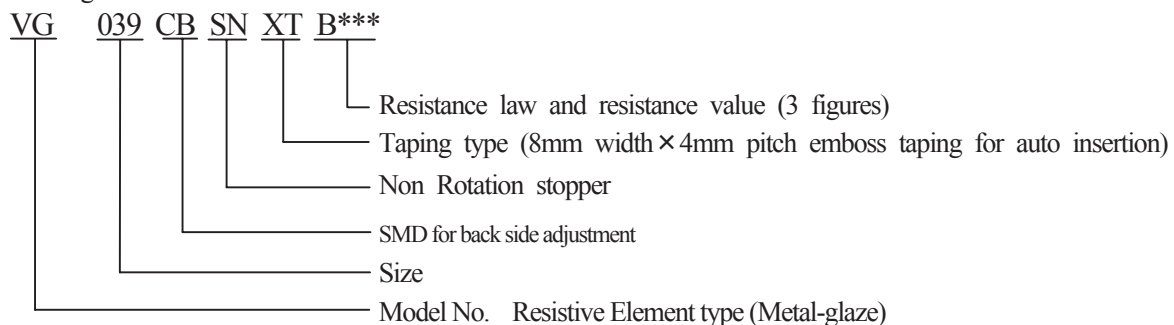 VG 039 CB SN XT B***
Resistance law and resistance value (3 figures)
Taping type (8mm width×4mm pitch emboss taping for auto insertion)
Non Rotation stopper
SMD for back side adjustment
Size
Model No. Resistive Element type (Metal-glaze)